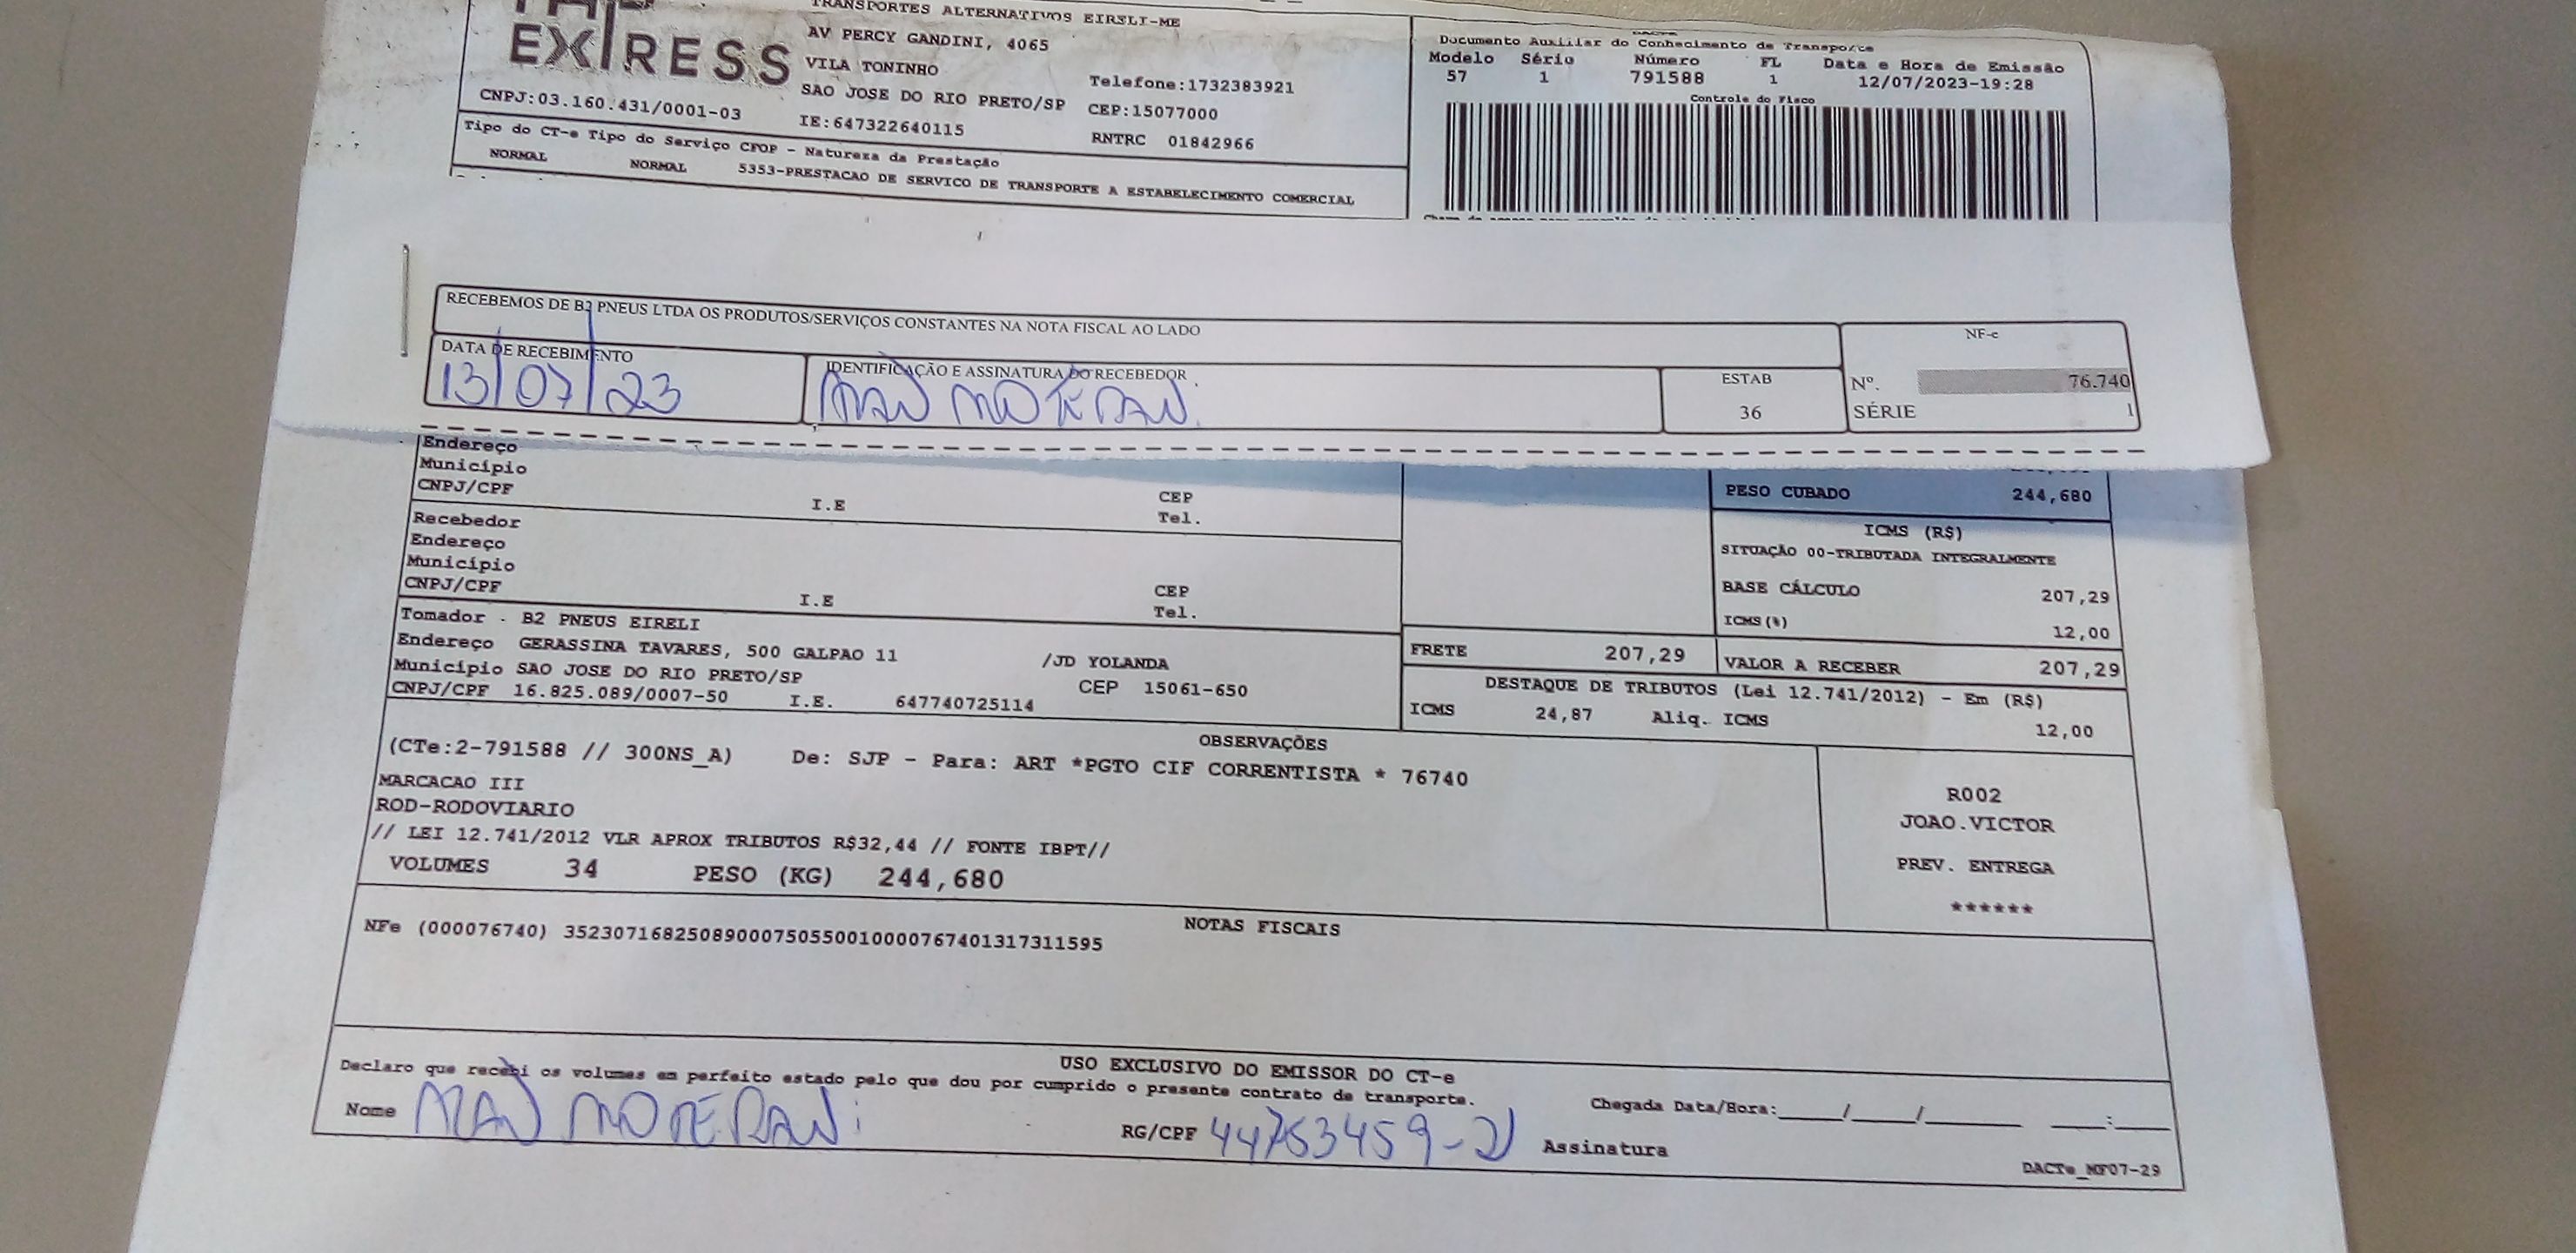 EXPRESS
TRANSPORTES ALTERNATIVOS EIRELI-ME
AV PERCY GANDINI, 4065
VILA TONINHO
Telefone:1732383921
SAO JOSE DO RIO PRETO/SP CEP:15077000
CNPJ:03.160.431/0001-03
IE:647322640115
RNTRC 01842966
Tipo do CT-e Tipo do Serviço CFOP - Natureza da Prestação
NORMAL NORMAL 5353-PRESTACAO DE SERVICO DE TRANSPORTE A ESTABELECIMENTO COMERCIAL
DACTE
Documento Auxiliar do Conhecimento de Transporte
Modelo Série Número FL Data e Hora de Emissão
57 1 791588 1 12/07/2023-19:28
Controle do Fisco
RECEBEMOS DE B2 PNEUS LTDA OS PRODUTOS/SERVIÇOS CONSTANTES NA NOTA FISCAL AO LADO
NF-e
DATA DE RECEBIMENTO
13/07/23
IDENTIFICAÇÃO E ASSINATURA DO RECEBEDOR
ESTAB
36
Nº. 76.740
SÉRIE 1
Endereço
Município
CNPJ/CPF I.E CEP
Tel.
Recebedor
Endereço
Município
CNPJ/CPF I.E CEP
Tel.
PESO CUBADO 244,680
ICMS (R$)
SITUAÇÃO 00-TRIBUTADA INTEGRALMENTE
BASE CÁLCULO 207,29
ICMS(%) 12,00
Tomador . B2 PNEUS EIRELI
Endereço GERASSINA TAVARES, 500 GALPAO 11 /JD YOLANDA
Município SAO JOSE DO RIO PRETO/SP CEP 15061-650
CNPJ/CPF 16.825.089/0007-50 I.E. 647740725114
FRETE 207,29 VALOR A RECEBER 207,29
DESTAQUE DE TRIBUTOS (Lei 12.741/2012) - Em (R$)
ICMS 24,87 Aliq. ICMS 12,00
OBSERVAÇÕES
(CTe:2-791588 // 300NS_A) De: SJP - Para: ART *PGTO CIF CORRENTISTA * 76740
MARCACAO III
ROD-RODOVIARIO
// LEI 12.741/2012 VLR APROX TRIBUTOS R$32,44 // FONTE IBPT//
VOLUMES 34 PESO (KG) 244,680
R002
JOAO.VICTOR
PREV. ENTREGA
******
NOTAS FISCAIS
NFe (000076740) 35230716825089000750550010000767401317311595
USO EXCLUSIVO DO EMISSOR DO CT-e
Declaro que recebi os volumes em perfeito estado pelo que dou por cumprido o presente contrato de transporte.
Nome
RG/CPF 44753459-21
Assinatura
Chegada Data/Hora:_____/_____/________ ____:____
DACTe_MF07-29